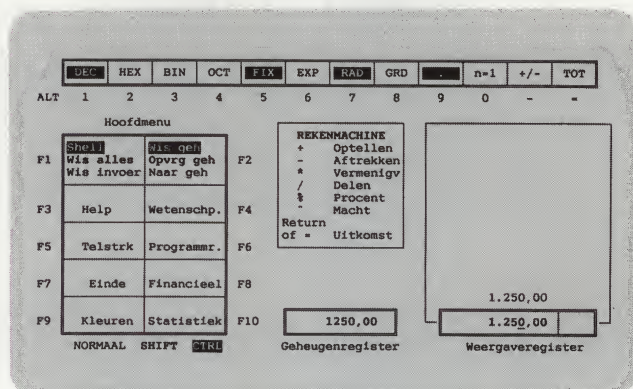 DEC HEX BIN OCT FIX EXP RAD GRD . n=1 +/- TOT
ALT 1 2 3 4 5 6 7 8 9 0 - =
Hoofdmenu
F1 Shell Wis geh F2
Wis alles Opvrg geh
Wis invoer Naar geh
F3 Help Wetenschp. F4
F5 Telstrk Programmr. F6
F7 Einde Financieel F8
F9 Kleuren Statistiek F10
NORMAAL SHIFT CTRL
REKENMACHINE
+ Optellen
- Aftrekken
* Vermenigv
/ Delen
% Procent
^ Macht
Return
of = Uitkomst
1250,00
Geheugenregister
1.250,00
1.250,00
Weergaveregister